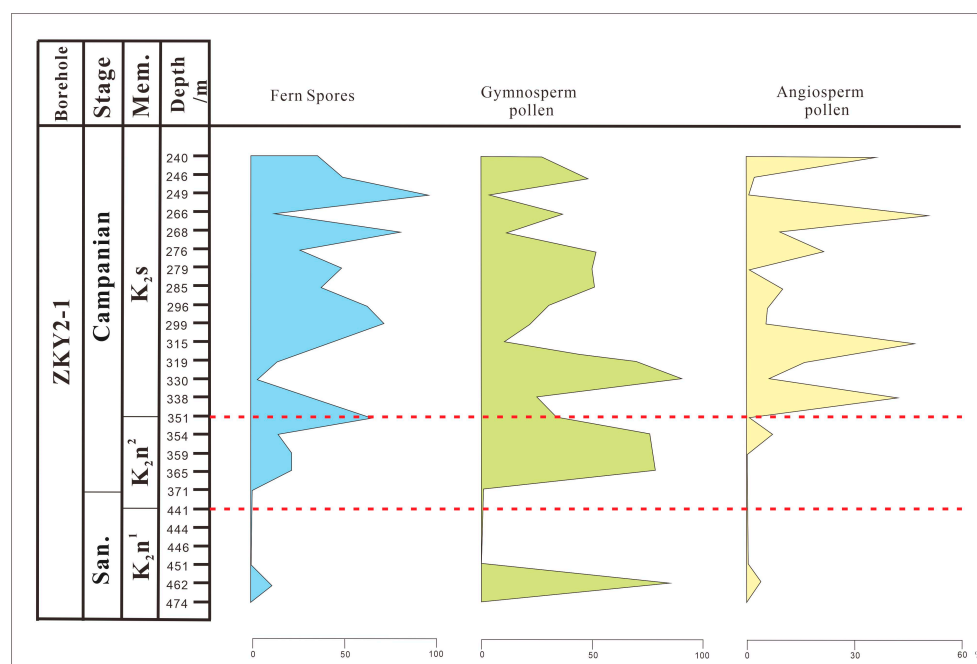 Borehole
Stage
Mem.
Depth
/m
Fern Spores
Gymnosperm
pollen
Angiosperm
pollen
ZKY2-1
Campanian
San.
K₂s
K₂n²
K₂n¹
240
246
249
266
268
276
279
285
296
299
315
319
330
338
351
354
359
365
371
441
444
446
451
462
474
0 50 100
0 50 100
0 30 60